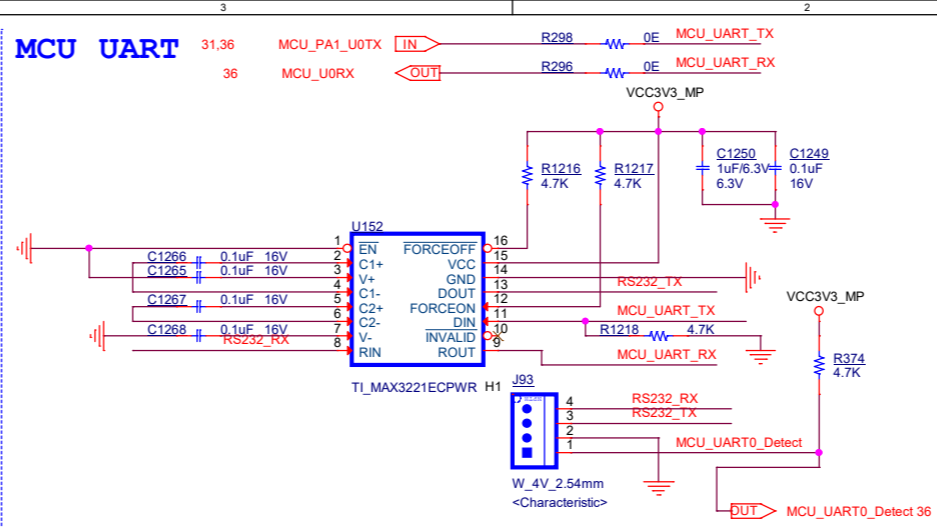 3 2
MCU UART 31,36 MCU_PA1_U0TX IN R298 0E MCU_UART_TX
36 MCU_U0RX OUT R296 0E MCU_UART_RX
VCC3V3_MP
R1216 R1217 C1250 C1249
4.7K 4.7K 1uF/6.3V 0.1uF
6.3V 16V
U152
1 EN FORCEOFF 16
C1266 0.1uF 16V 2 C1+ VCC 15
C1265 0.1uF 16V 3 V+ GND 14
4 C1- DOUT 13 RS232_TX
C1267 0.1uF 16V 5 C2+ FORCEON 12
6 C2- DIN 11 MCU_UART_TX
C1268 0.1uF 16V 7 V- INVALID 10 R1218 4.7K
RS232_RX 8 RIN ROUT 9 MCU_UART_RX
TI_MAX3221ECPWR
VCC3V3_MP
R374
4.7K
H1 J93
4 RS232_RX
3 RS232_TX
2
1 MCU_UART0_Detect
W_4V_2.54mm
<Characteristic>
OUT MCU_UART0_Detect 36